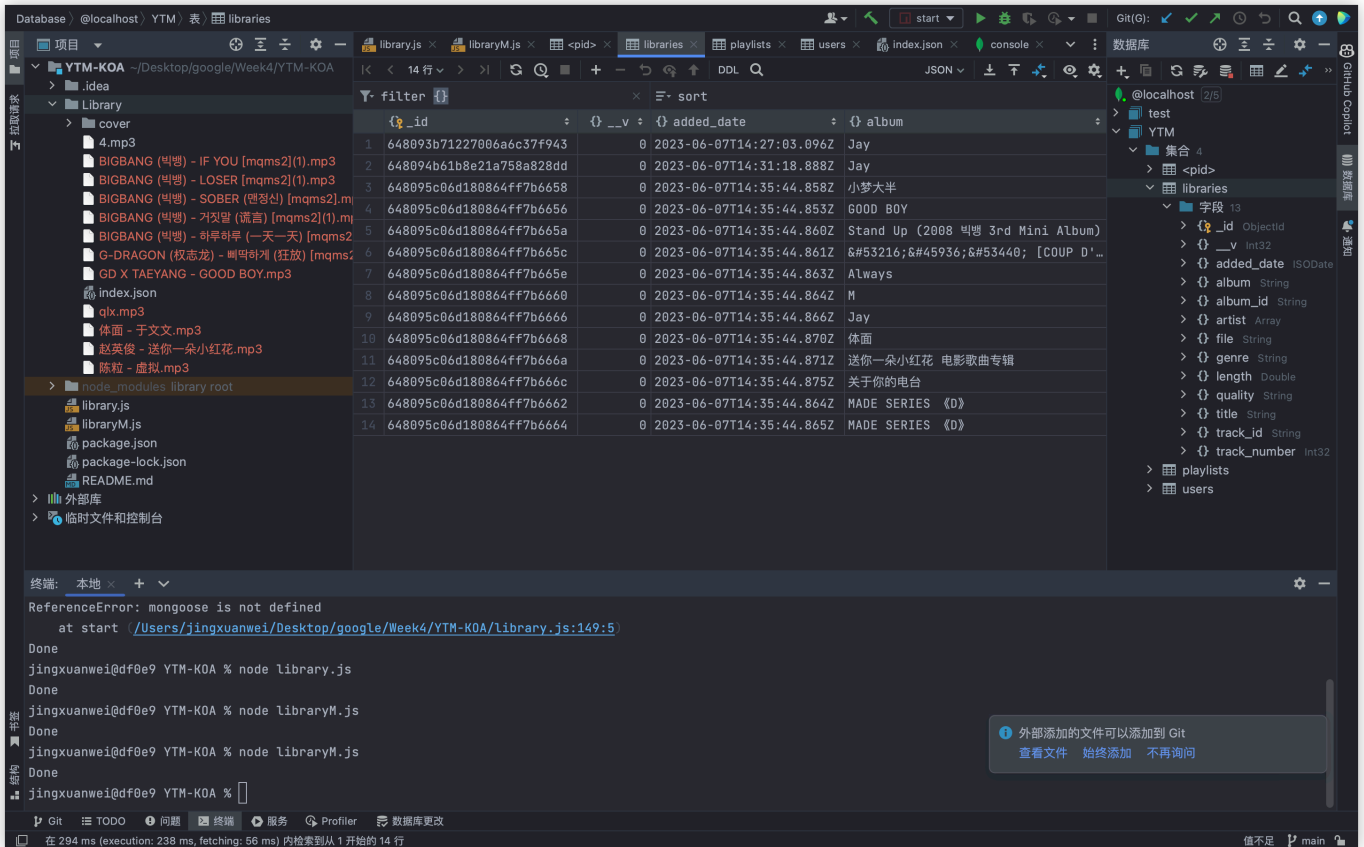 Database 〉 @localhost 〉 YTM 〉 表 〉 libraries
start
Git(G):
项目
library.js
libraryM.js
<pid>
libraries
playlists
users
index.json
console
数据库
14 行
DDL
JSON
filter {}
sort
_id
{} __v
{} added_date
{} album
1 648093b71227006a6c37f943 0 2023-06-07T14:27:03.096Z Jay
2 648094b61b8e21a758a828dd 0 2023-06-07T14:31:18.888Z Jay
3 648095c06d180864ff7b6658 0 2023-06-07T14:35:44.858Z 小梦大半
4 648095c06d180864ff7b6656 0 2023-06-07T14:35:44.853Z GOOD BOY
5 648095c06d180864ff7b665a 0 2023-06-07T14:35:44.860Z Stand Up (2008 빅뱅 3rd Mini Album)
6 648095c06d180864ff7b665c 0 2023-06-07T14:35:44.861Z &#53216;&#45936;&#53440; [COUP D'…
7 648095c06d180864ff7b665e 0 2023-06-07T14:35:44.863Z Always
8 648095c06d180864ff7b6660 0 2023-06-07T14:35:44.864Z M
9 648095c06d180864ff7b6666 0 2023-06-07T14:35:44.866Z Jay
10 648095c06d180864ff7b6668 0 2023-06-07T14:35:44.870Z 体面
11 648095c06d180864ff7b666a 0 2023-06-07T14:35:44.871Z 送你一朵小红花 电影歌曲专辑
12 648095c06d180864ff7b666c 0 2023-06-07T14:35:44.875Z 关于你的电台
13 648095c06d180864ff7b6662 0 2023-06-07T14:35:44.864Z MADE SERIES 《D》
14 648095c06d180864ff7b6664 0 2023-06-07T14:35:44.865Z MADE SERIES 《D》
项目
拉取请求
书签
结构
YTM-KOA ~/Desktop/google/Week4/YTM-KOA
.idea
Library
cover
4.mp3
BIGBANG (빅뱅) - IF YOU [mqms2](1).mp3
BIGBANG (빅뱅) - LOSER [mqms2](1).mp3
BIGBANG (빅뱅) - SOBER (맨정신) [mqms2].m
BIGBANG (빅뱅) - 거짓말 (谎言) [mqms2](1).m
BIGBANG (빅뱅) - 하루하루 (一天一天) [mqms2
G-DRAGON (权志龙) - 삐딱하게 (狂放) [mqms2
GD X TAEYANG - GOOD BOY.mp3
index.json
qlx.mp3
体面 - 于文文.mp3
赵英俊 - 送你一朵小红花.mp3
陈粒 - 虚拟.mp3
node_modules library root
library.js
libraryM.js
package.json
package-lock.json
README.md
外部库
临时文件和控制台
@localhost 2/5
test
YTM
集合 4
<pid>
libraries
字段 13
_id ObjectId
{} __v Int32
{} added_date ISODate
{} album String
{} album_id String
{} artist Array
{} file String
{} genre String
{} length Double
{} quality String
{} title String
{} track_id String
{} track_number Int32
playlists
users
GitHub Copilot
数据库
通知
终端:
本地
ReferenceError: mongoose is not defined
at start (/Users/jingxuanwei/Desktop/google/Week4/YTM-KOA/library.js:149:5)
Done
jingxuanwei@df0e9 YTM-KOA % node library.js
Done
jingxuanwei@df0e9 YTM-KOA % node libraryM.js
Done
jingxuanwei@df0e9 YTM-KOA % node libraryM.js
Done
jingxuanwei@df0e9 YTM-KOA %
外部添加的文件可以添加到 Git
查看文件 始终添加 不再询问
Git
TODO
问题
终端
服务
Profiler
数据库更改
在 294 ms (execution: 238 ms, fetching: 56 ms) 内检索到从 1 开始的 14 行
值不足
main